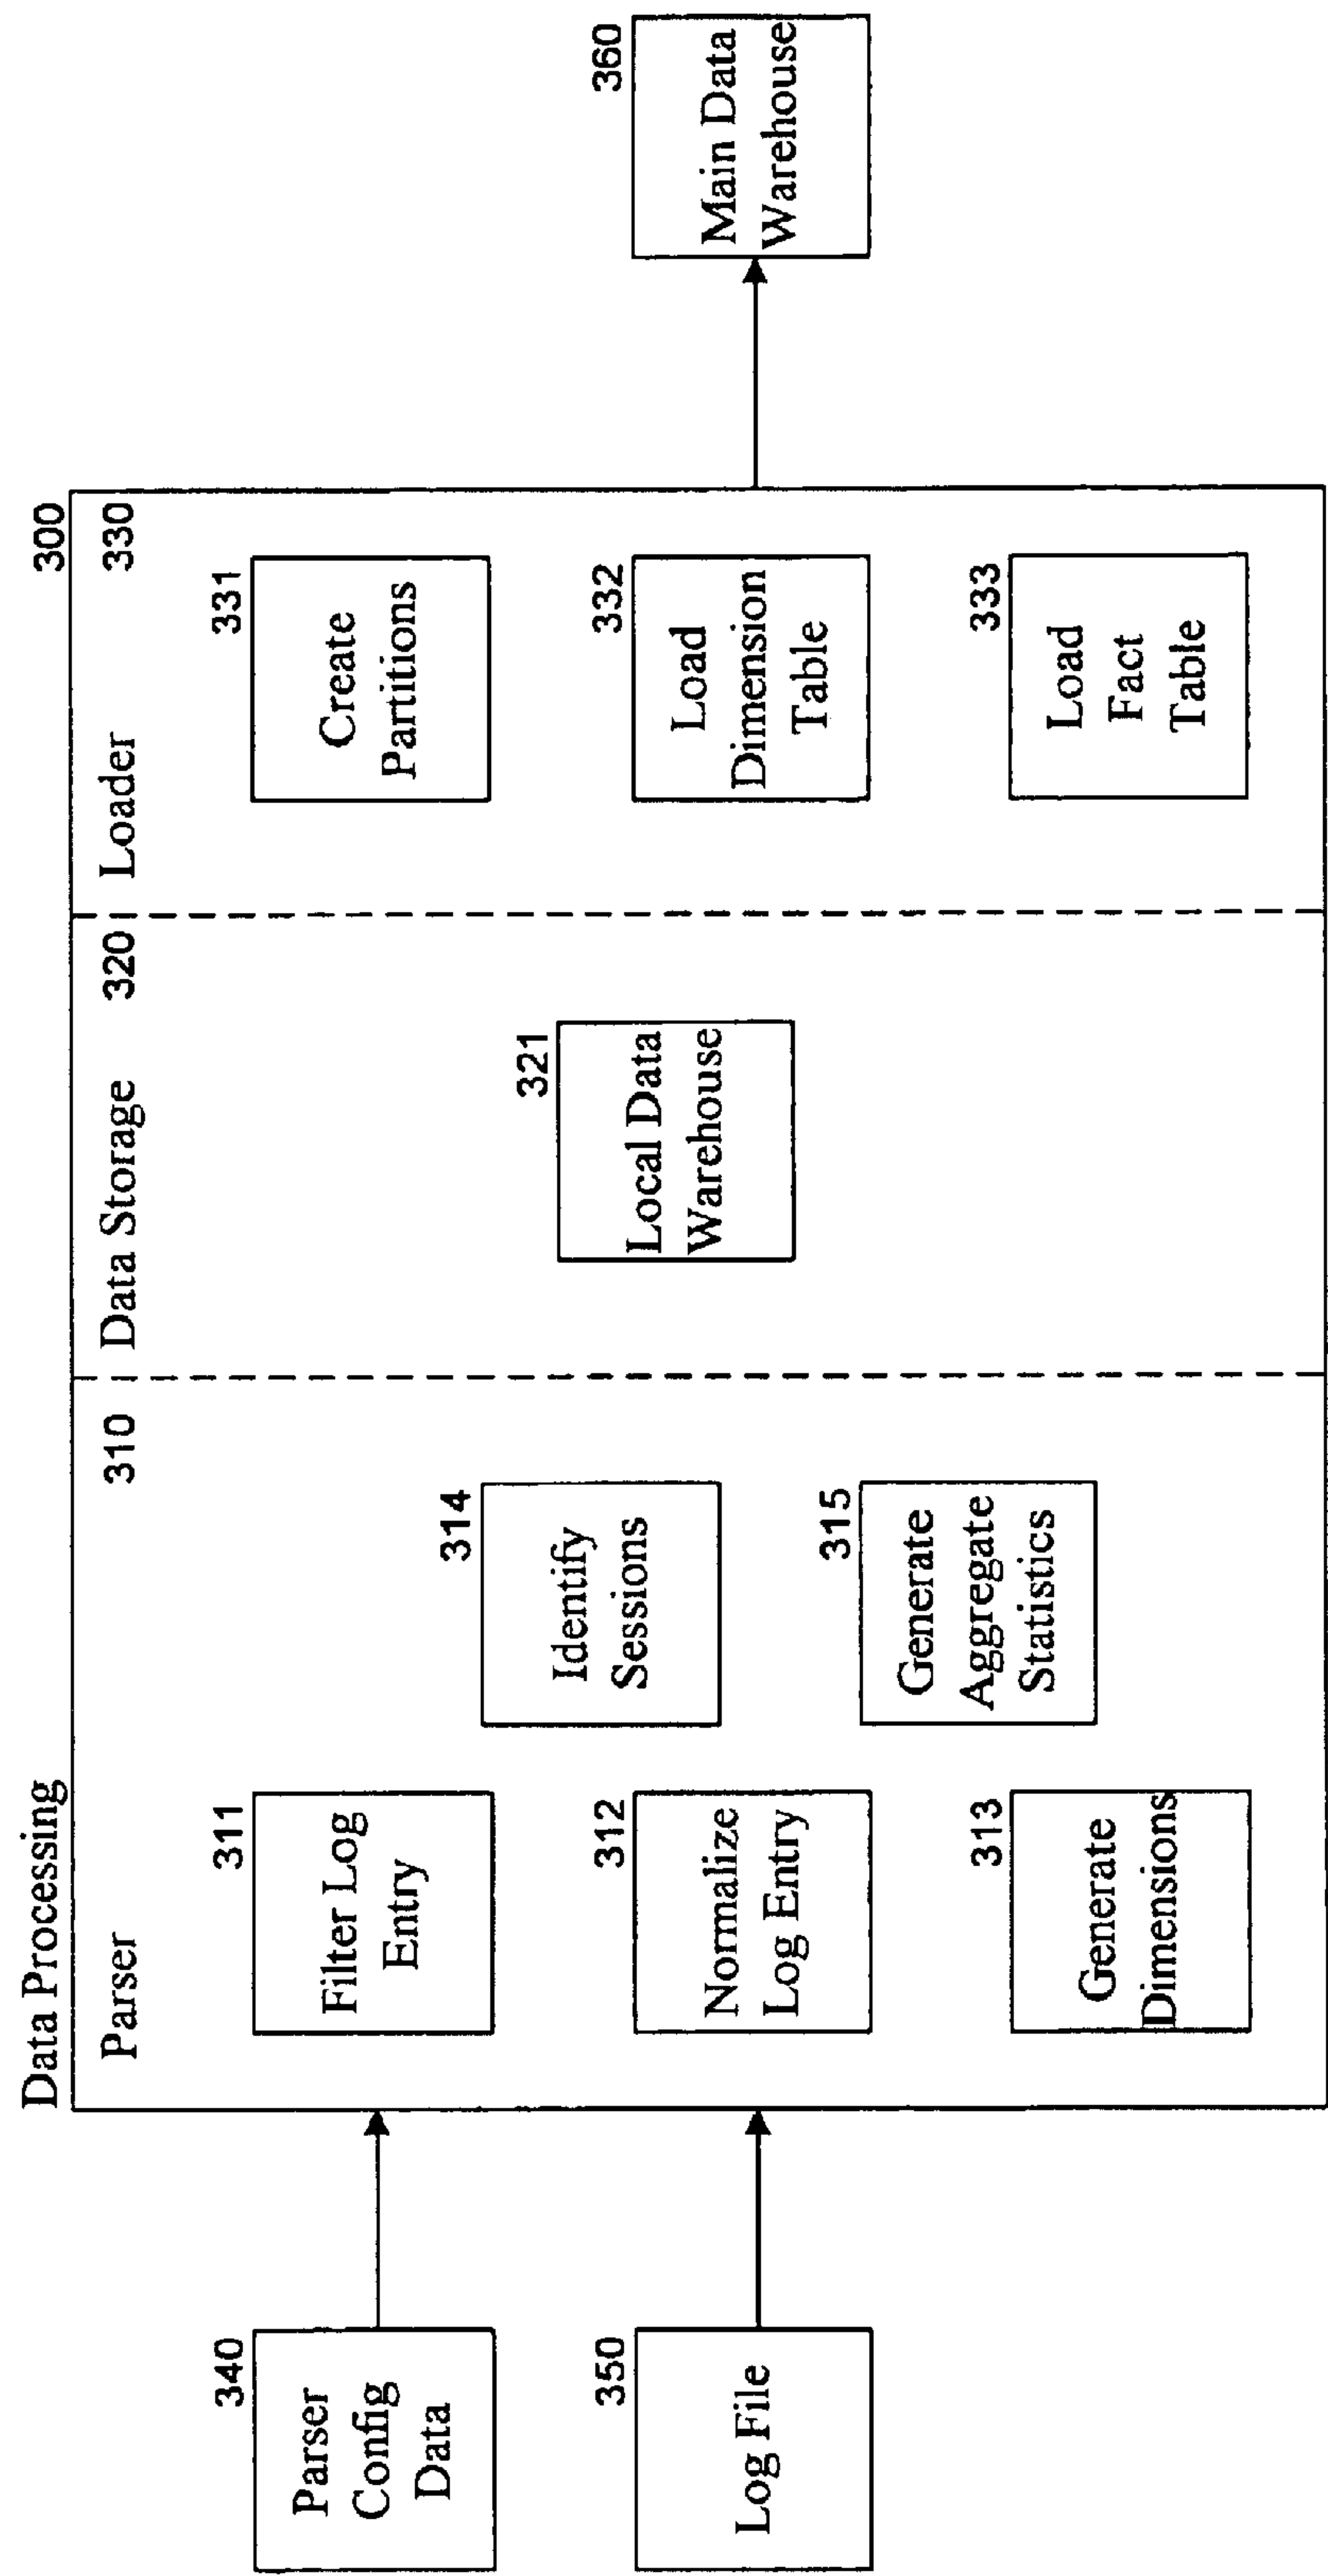 Data Processing
300
Parser
310
Data Storage
320
Loader
330
340
Parser
Config
Data
350
Log File
311
Filter Log
Entry
312
Normalize
Log Entry
313
Generate
Dimensions
314
Identify
Sessions
315
Generate
Aggregate
Statistics
321
Local Data
Warehouse
331
Create
Partitions
332
Load
Dimension
Table
333
Load
Fact
Table
360
Main Data
Warehouse